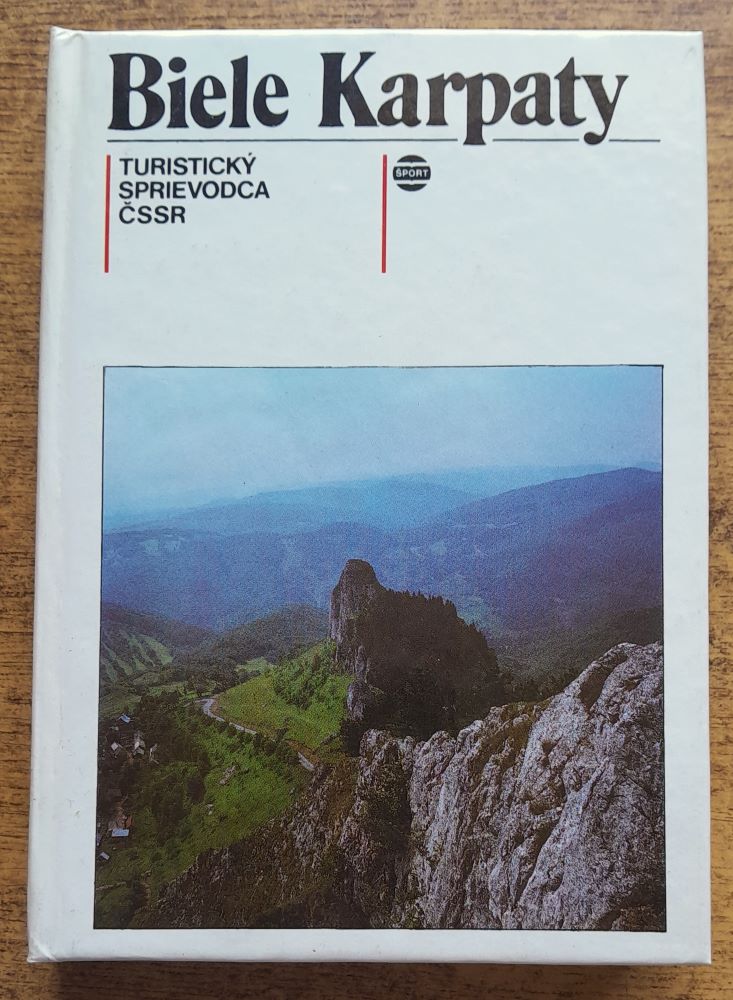 Biele Karpaty
TURISTICKÝ
SPRIEVODCA
ČSSR
ŠPORT